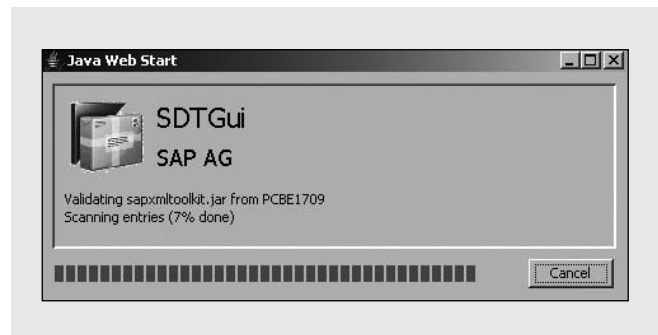 Java Web Start
SDTGui
SAP AG
Validating sapxmltoolkit.jar from PCBE1709
Scanning entries (7% done)
Cancel